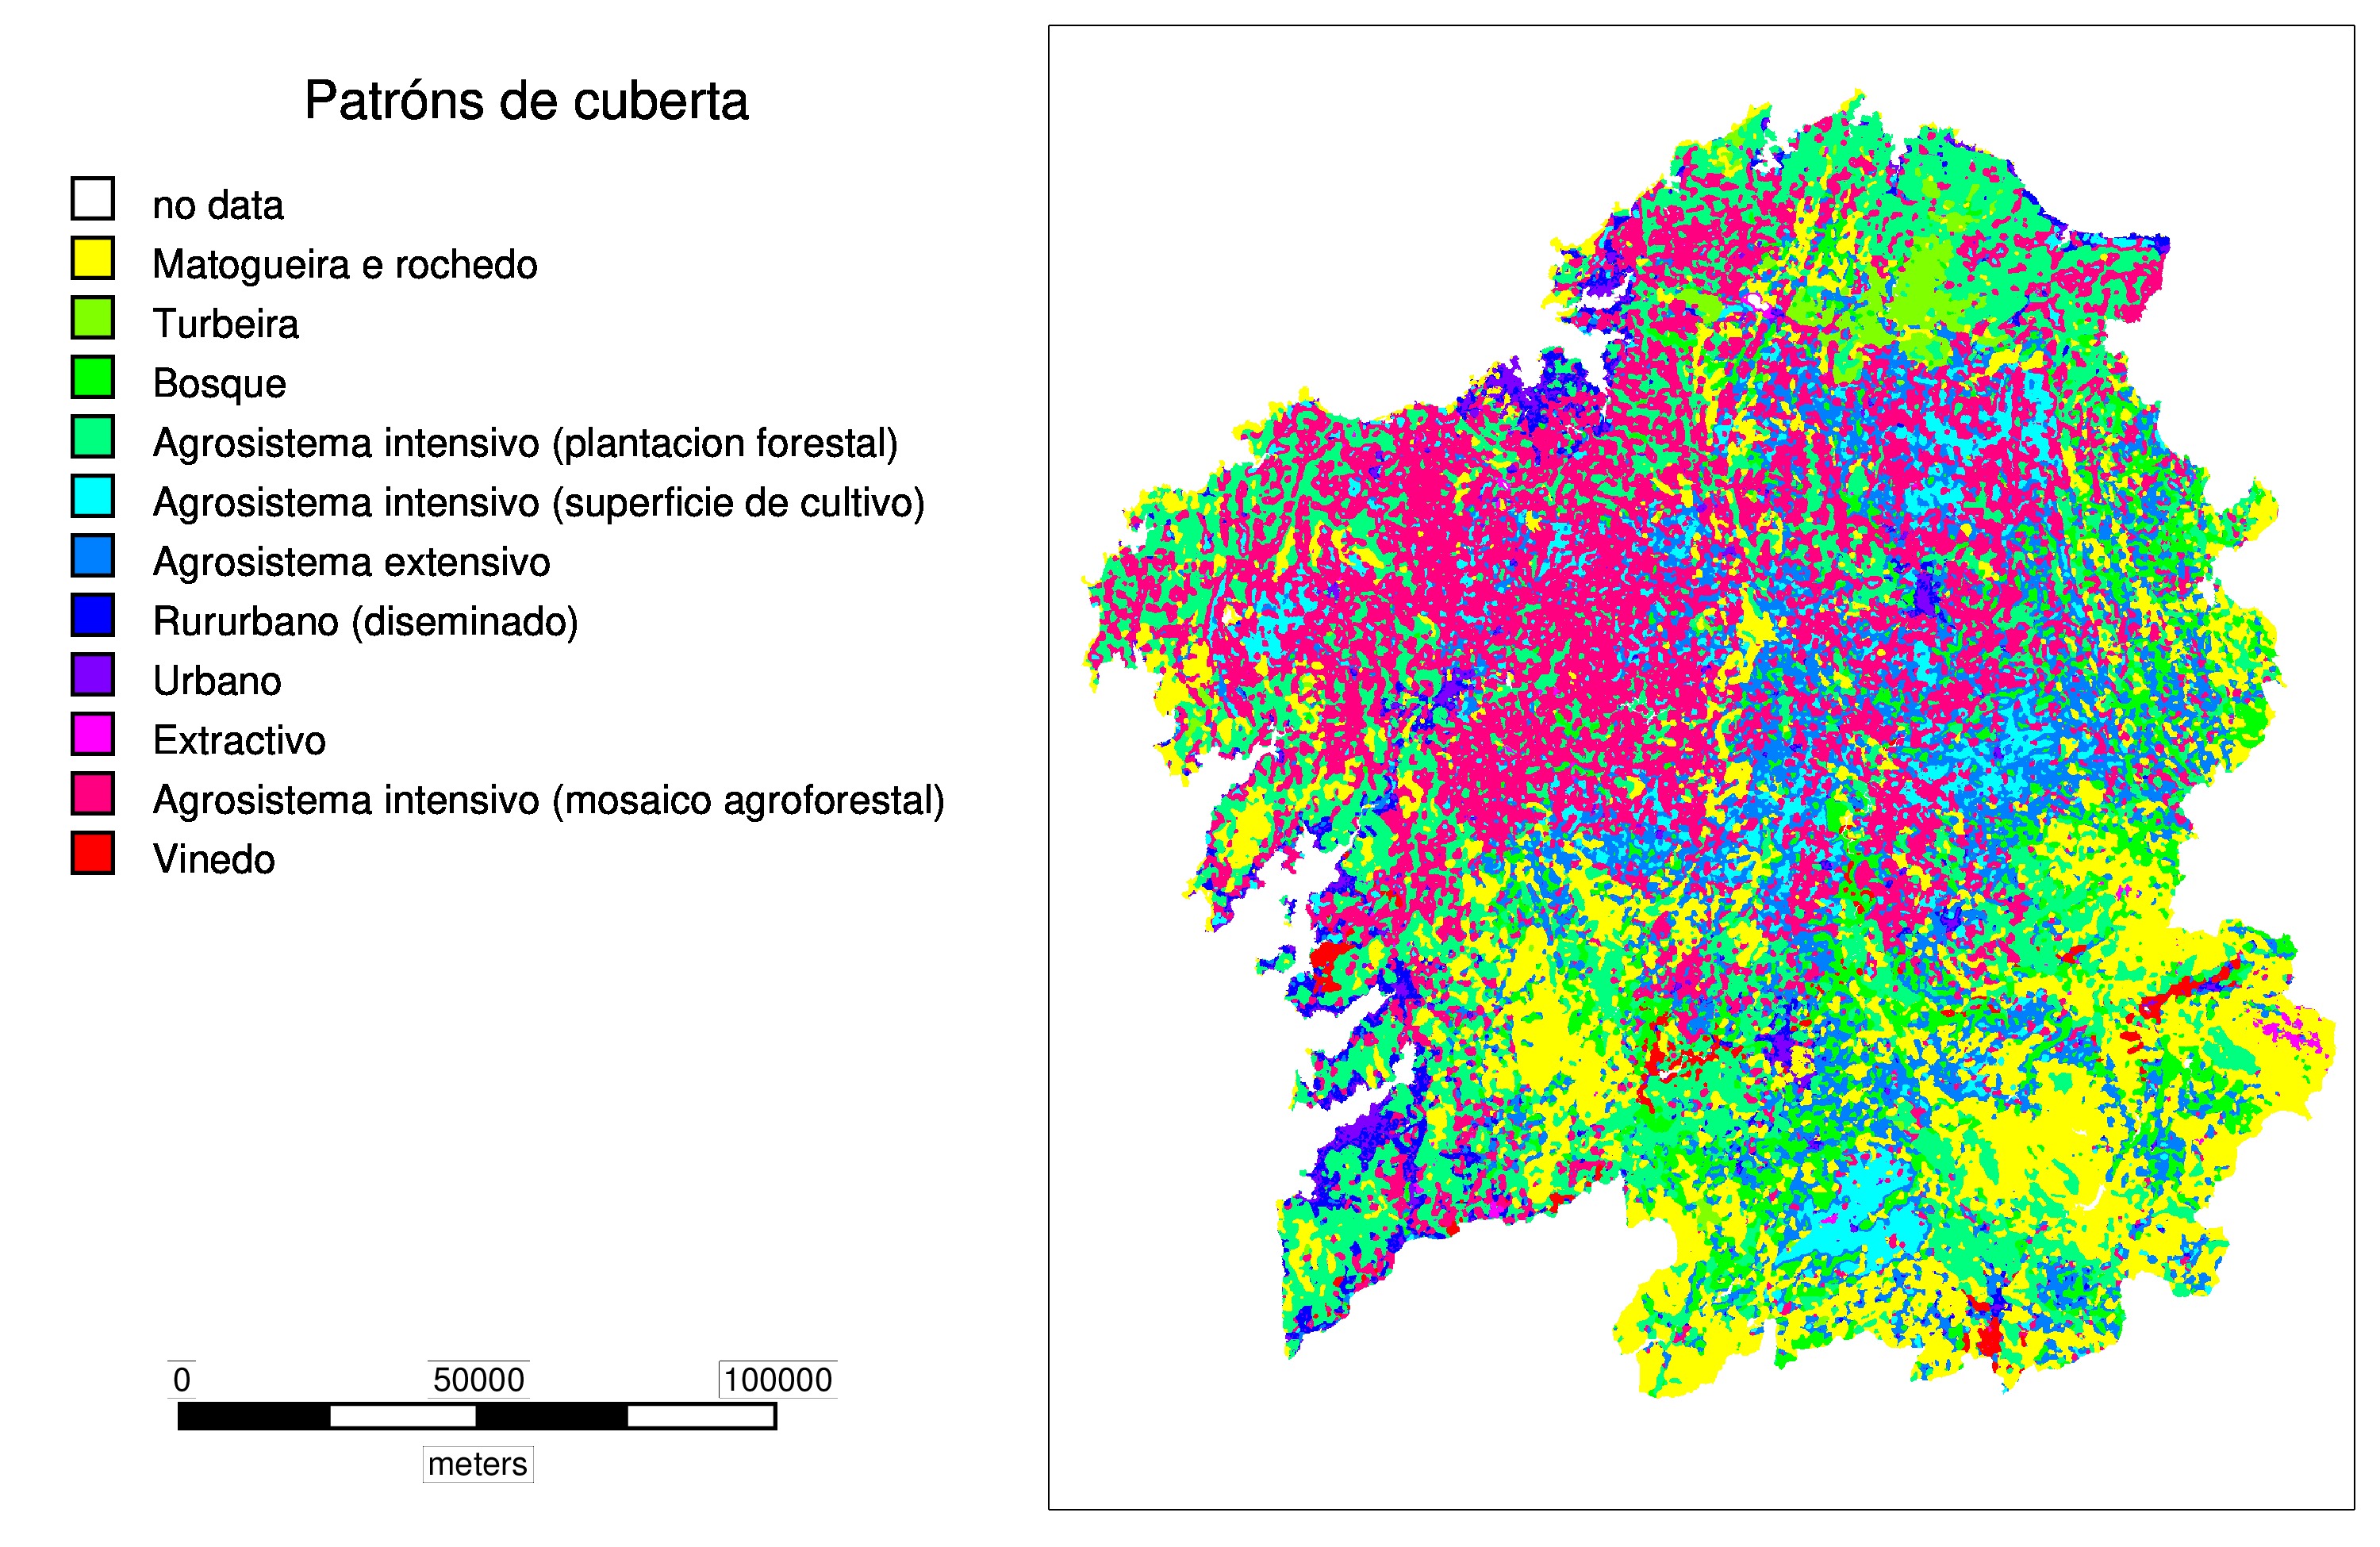 Patróns de cuberta
no data
Matogueira e rochedo
Turbeira
Bosque
Agrosistema intensivo (plantacion forestal)
Agrosistema intensivo (superficie de cultivo)
Agrosistema extensivo
Rururbano (diseminado)
Urbano
Extractivo
Agrosistema intensivo (mosaico agroforestal)
Vinedo
0 50000 100000
meters